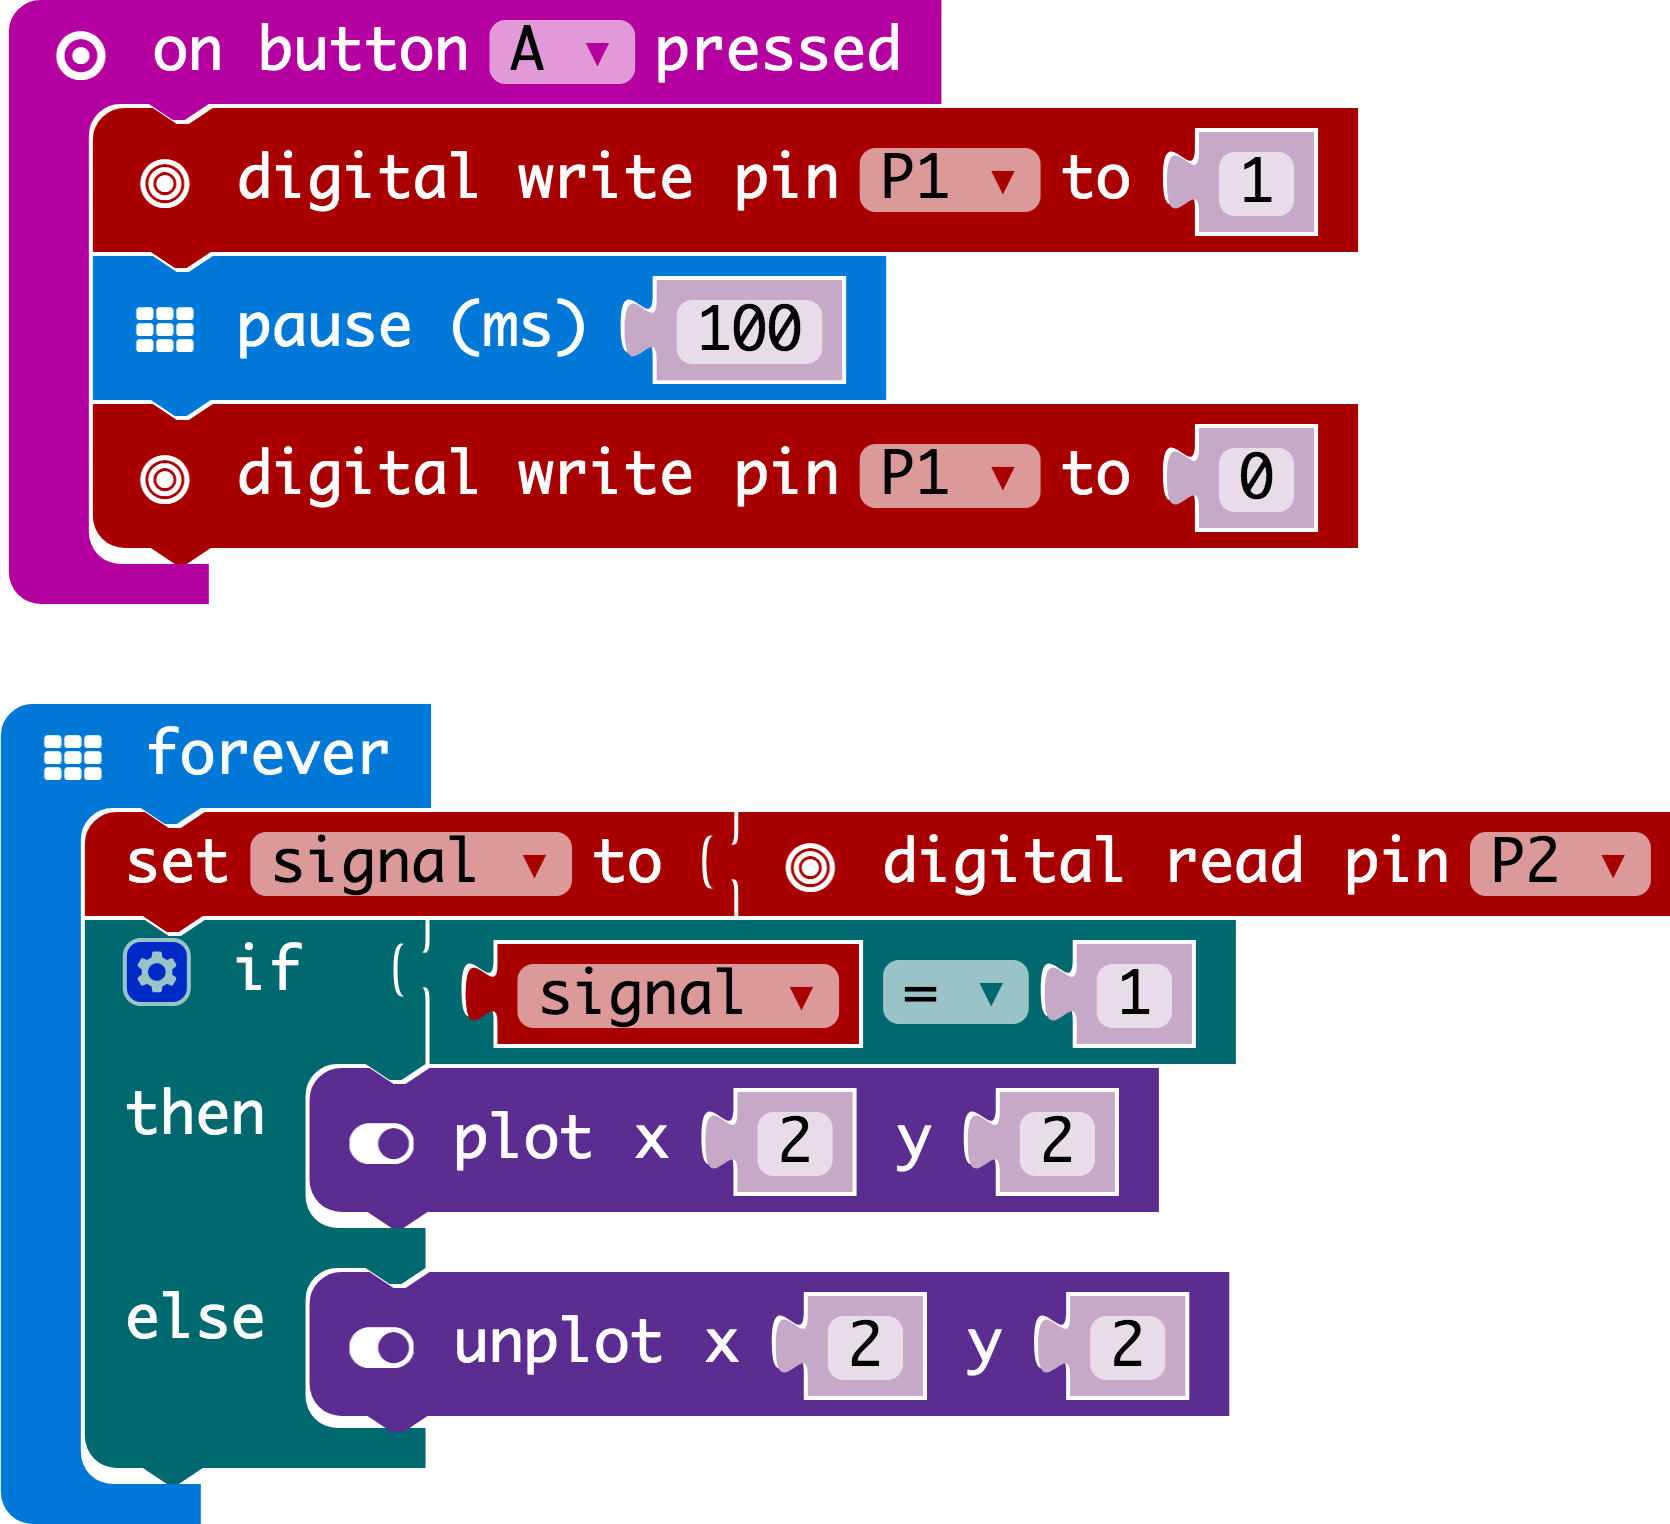 on button A pressed
digital write pin P1 to 1
pause (ms) 100
digital write pin P1 to 0
forever
set signal to digital read pin P2
if signal = 1
then plot x 2 y 2
else unplot x 2 y 2